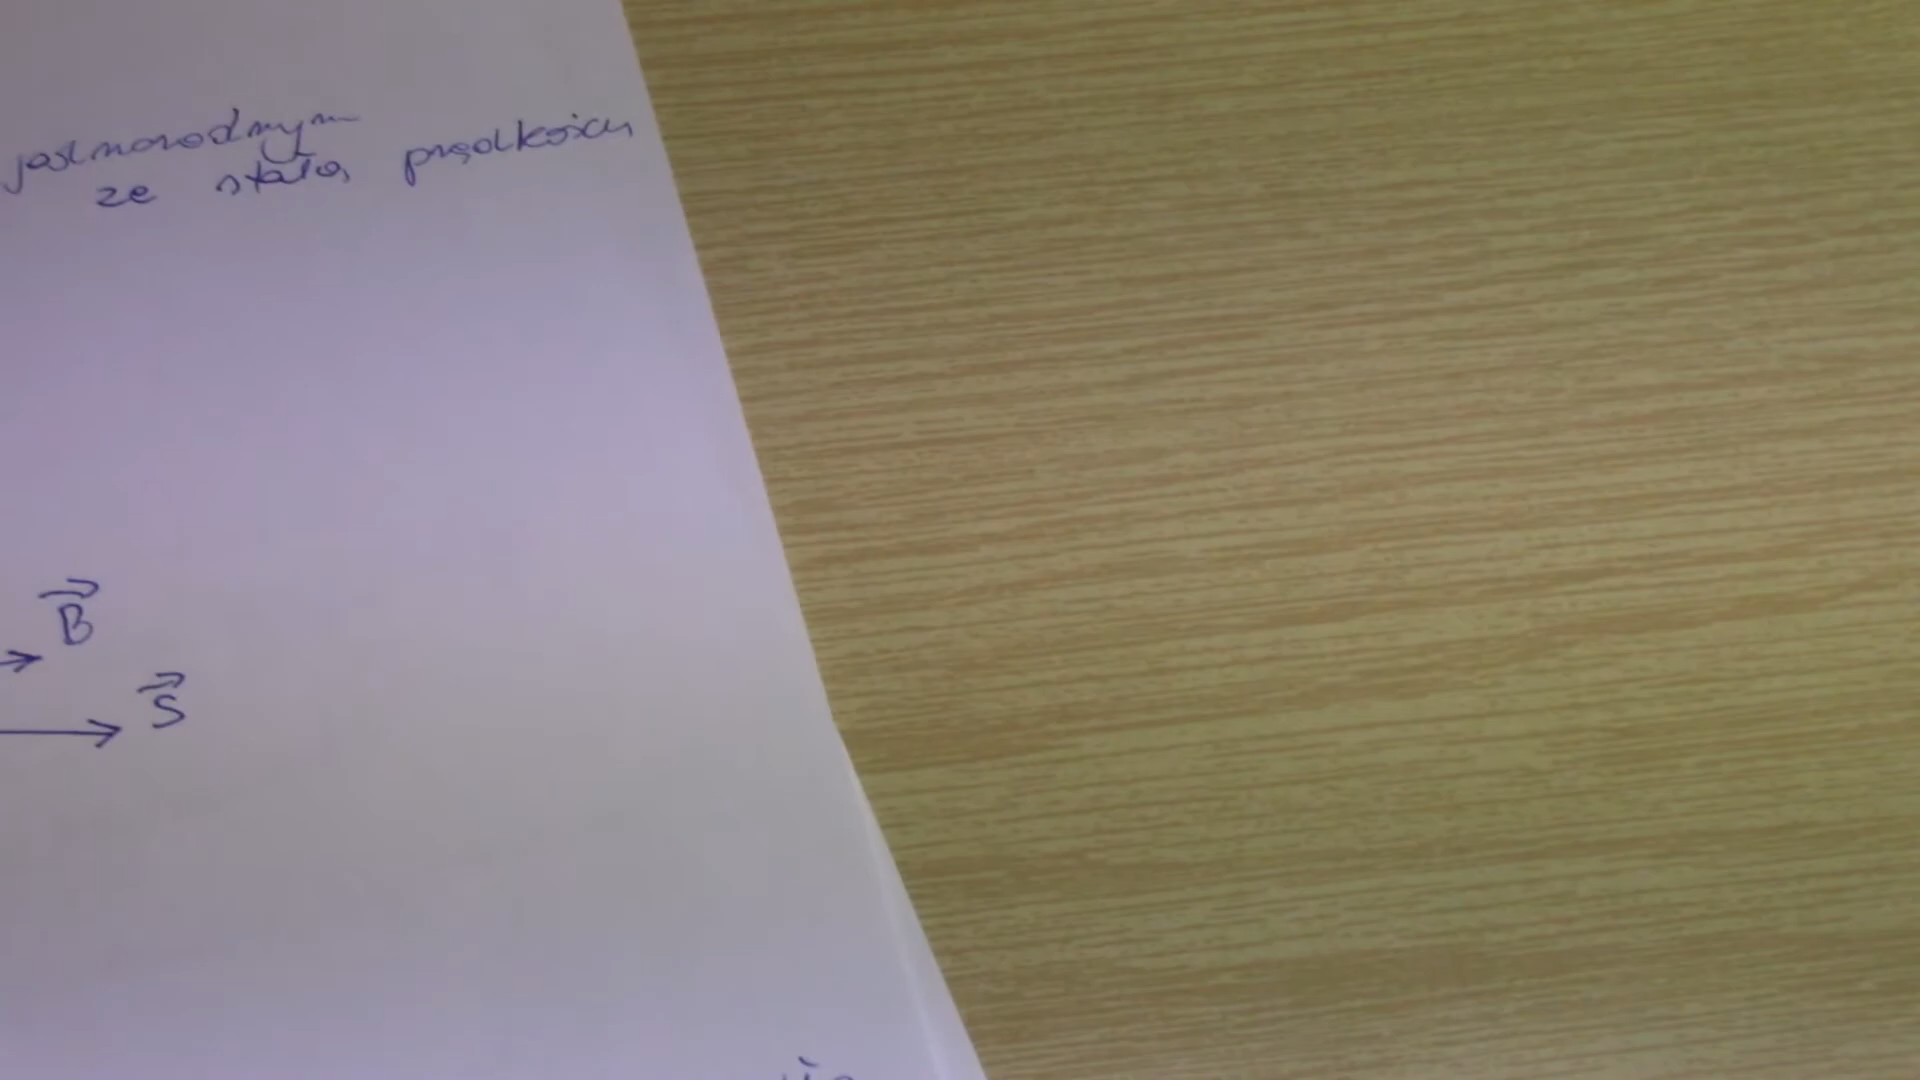 jednorodnym
ze stałą prędkością
B
S